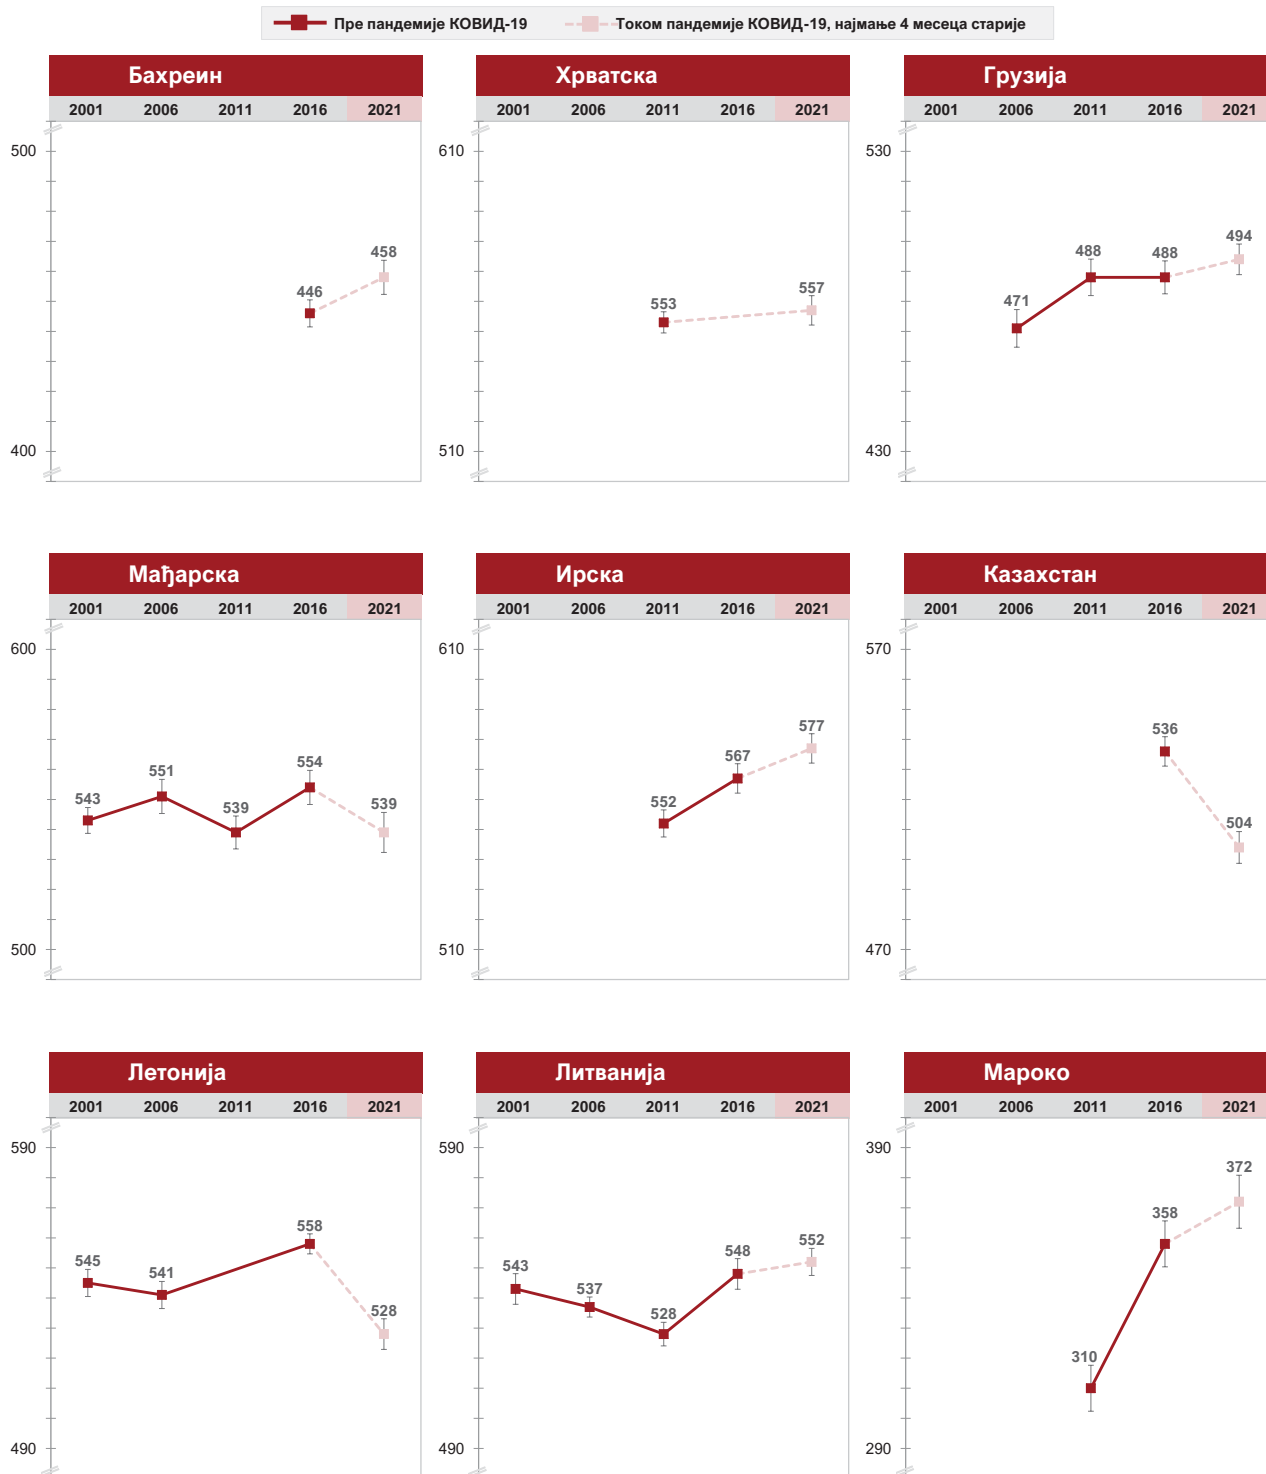 Пре пандемије КОВИД-19 Током пандемије КОВИД-19, најмање 4 месеца старије
Бахреин
2001 2006 2011 2016 2021
500
400
446
458
Хрватска
2001 2006 2011 2016 2021
610
510
553
557
Грузија
2001 2006 2011 2016 2021
530
430
471
488
488
494
Мађарска
2001 2006 2011 2016 2021
600
500
543
551
539
554
539
Ирска
2001 2006 2011 2016 2021
610
510
552
567
577
Казахстан
2001 2006 2011 2016 2021
570
470
536
504
Летонија
2001 2006 2011 2016 2021
590
490
545
541
558
528
Литванија
2001 2006 2011 2016 2021
590
543
537
528
548
552
Мароко
2001 2006 2011 2016 2021
390
290
310
358
372